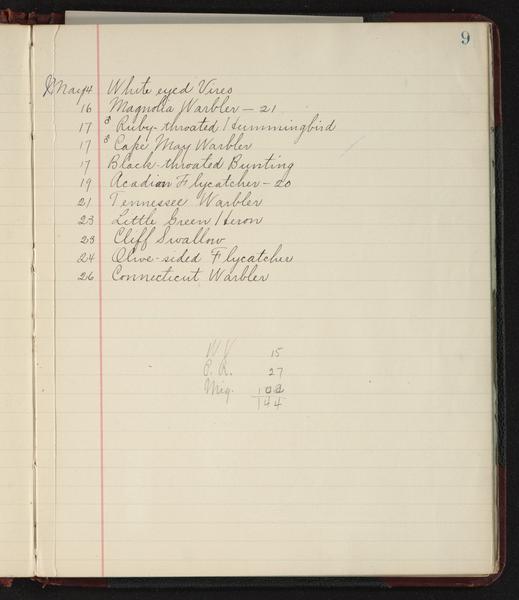 9
May 14 White eyed Vireo
16 Magnolia Warbler - 21
17 ♂ Ruby-throated Hummingbird
17 ♂ Cape May Warbler
17 Black-throated Bunting
19 Acadian Flycatcher - 20
21 Tennessee Warbler
23 Little Green Heron
23 Cliff Swallow
24 Olive-sided Flycatcher
26 Connecticut Warbler
15
P. R. 27
Mig. 102
144